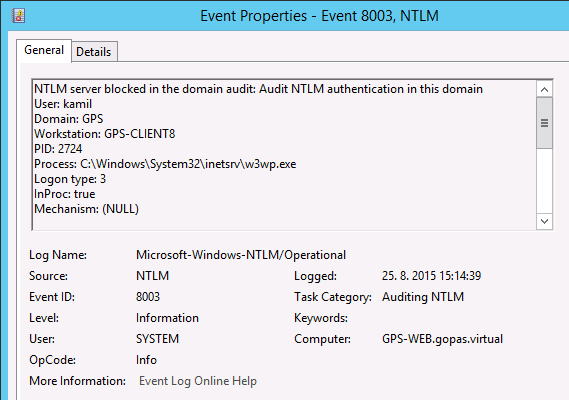 Event Properties - Event 8003, NTLM
General Details
NTLM server blocked in the domain audit: Audit NTLM authentication in this domain
User: kamil
Domain: GPS
Workstation: GPS-CLIENT8
PID: 2724
Process: C:\Windows\System32\inetsrv\w3wp.exe
Logon type: 3
InProc: true
Mechanism: (NULL)
Log Name: Microsoft-Windows-NTLM/Operational
Source: NTLM Logged: 25. 8. 2015 15:14:39
Event ID: 8003 Task Category: Auditing NTLM
Level: Information Keywords:
User: SYSTEM Computer: GPS-WEB.gopas.virtual
OpCode: Info
More Information: Event Log Online Help